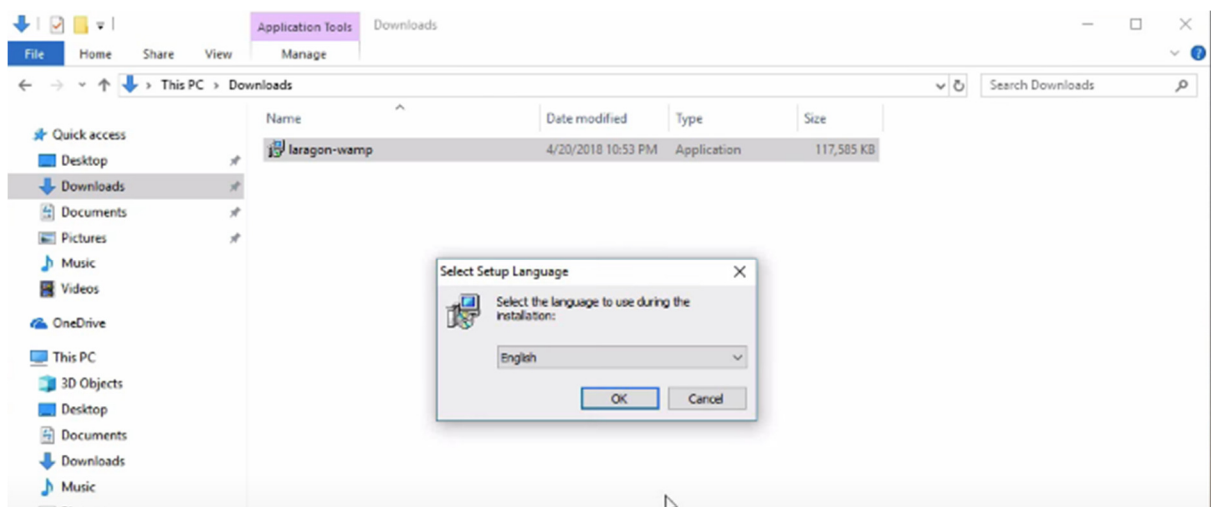 Application Tools Downloads
File Home Share View Manage
This PC > Downloads Search Downloads
Name Date modified Type Size
Quick access
laragon-wamp 4/20/2018 10:53 PM Application 117,585 KB
Desktop
Downloads
Documents
Pictures
Music
Videos
OneDrive
This PC
3D Objects
Desktop
Documents
Downloads
Music
Select Setup Language
Select the language to use during the
installation:
English
OK Cancel